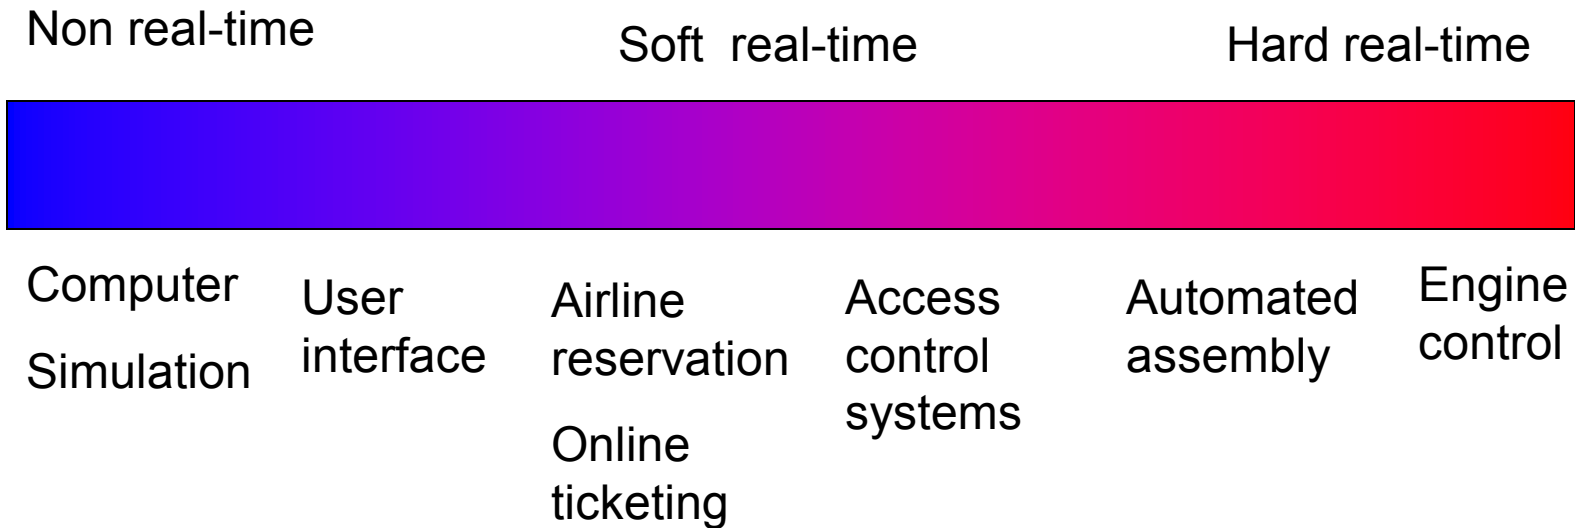 Non real-time
Soft real-time
Hard real-time
Computer
Simulation
User
interface
Airline
reservation
Online
ticketing
Access
control
systems
Automated
assembly
Engine
control